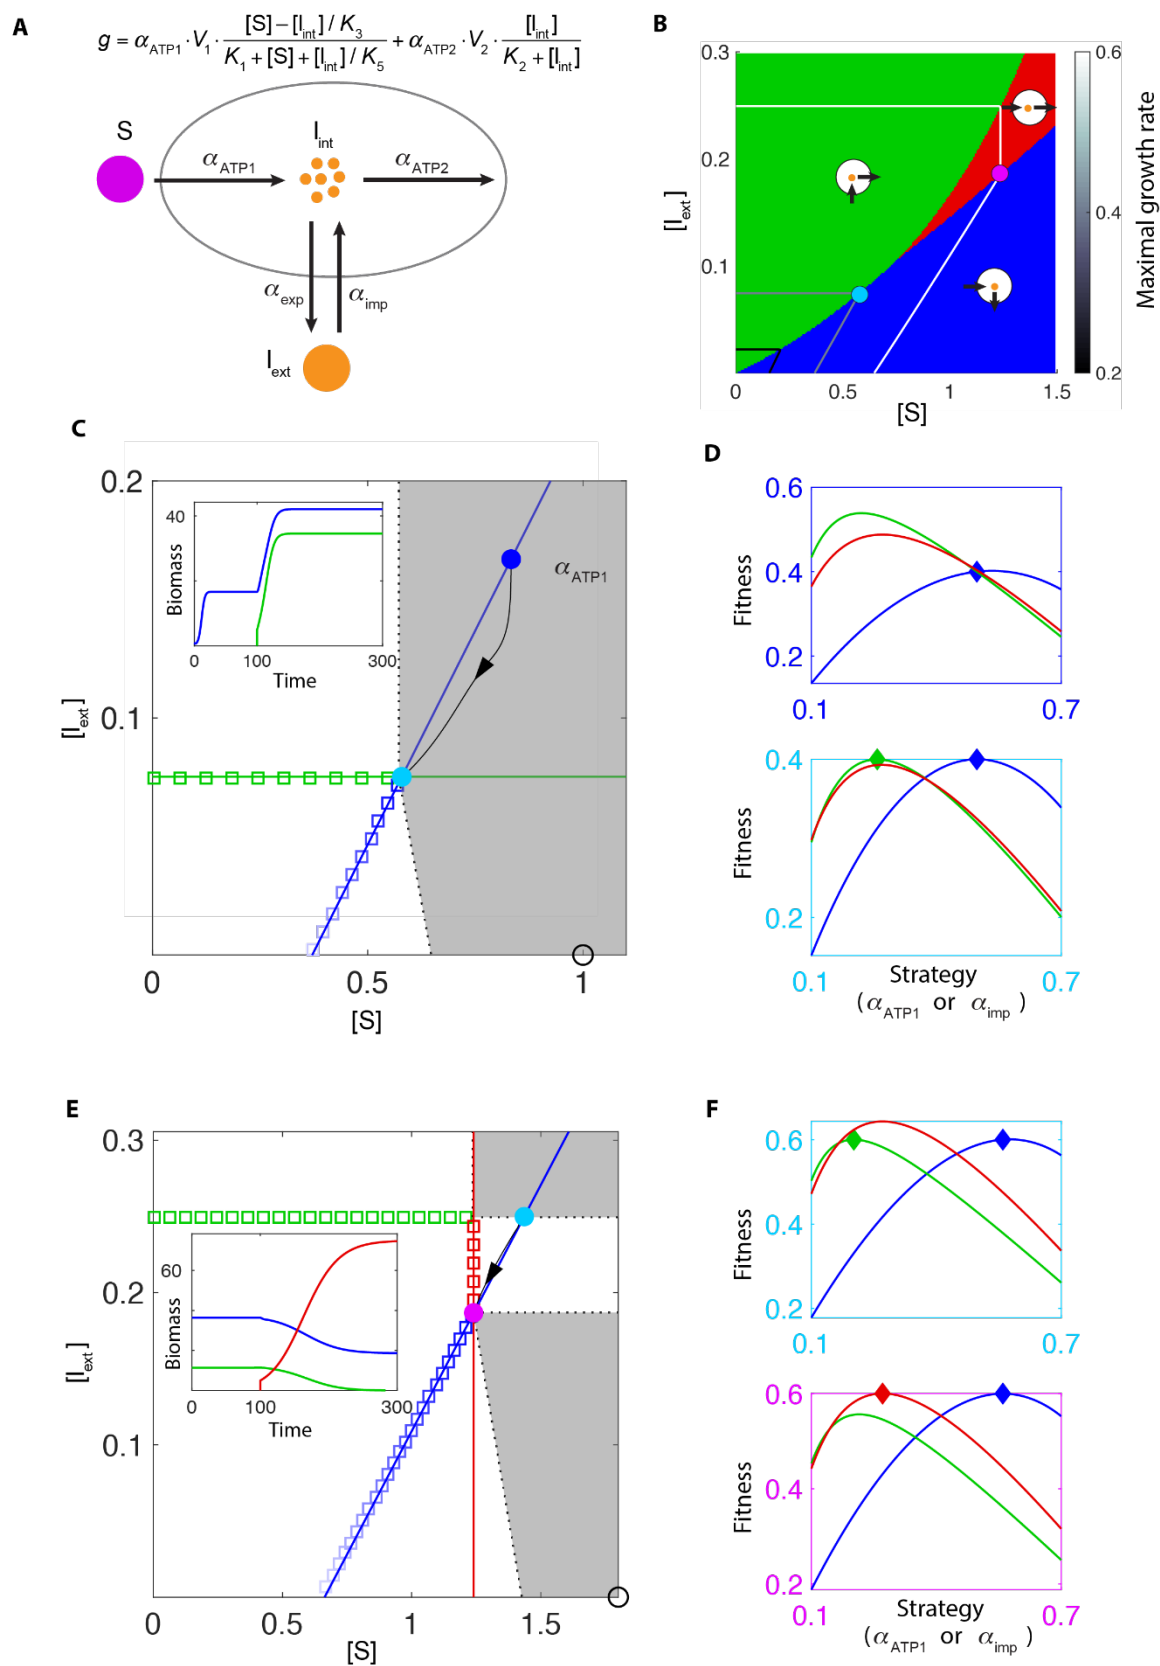 A
g = α_ATP1 · V_1 · ([S] − [I_int] / K_3) / (K_1 + [S] + [I_int] / K_5) + α_ATP2 · V_2 · [I_int] / (K_2 + [I_int])
S
I_int
α_ATP1
α_ATP2
α_exp
α_imp
I_ext
B
0.3
0.2
0.1
0
[I_ext]
0
0.5
1
1.5
[S]
0.6
0.4
0.2
Maximal growth rate
C
0.2
0.1
[I_ext]
0
0.5
1
[S]
α_ATP1
40
Biomass
0
100
300
Time
D
0.6
0.4
0.2
Fitness
0.1
0.7
0.4
0.2
Fitness
0.1
0.7
Strategy
(α_ATP1 or α_imp)
E
0.3
0.2
0.1
[I_ext]
0
0.5
1
1.5
[S]
60
Biomass
0
100
300
Time
F
0.6
0.4
0.2
Fitness
0.1
0.7
0.6
0.4
0.2
Fitness
0.1
0.7
Strategy
(α_ATP1 or α_imp)